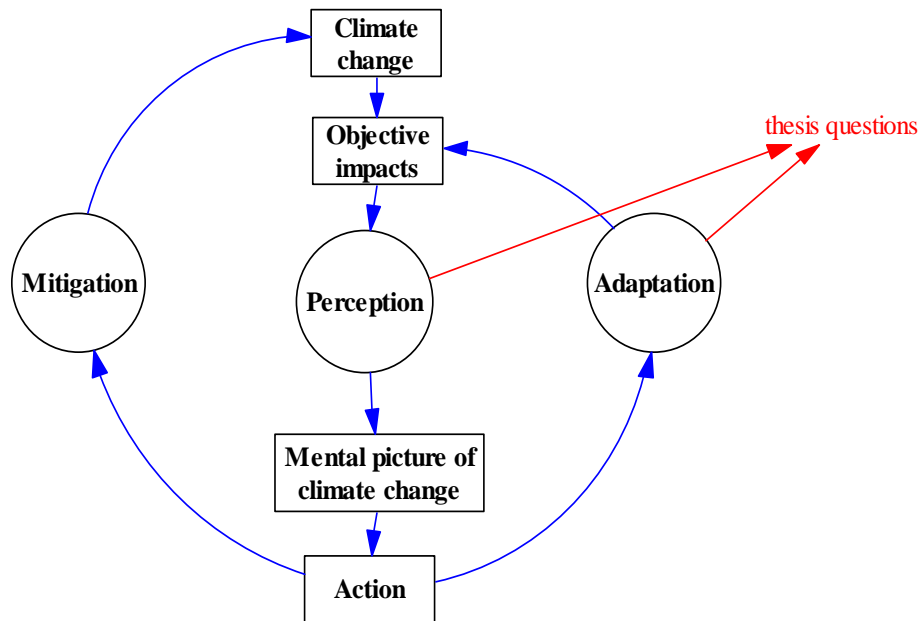 Climate
change
Objective
impacts
thesis questions
Mitigation
Perception
Adaptation
Mental picture of
climate change
Action